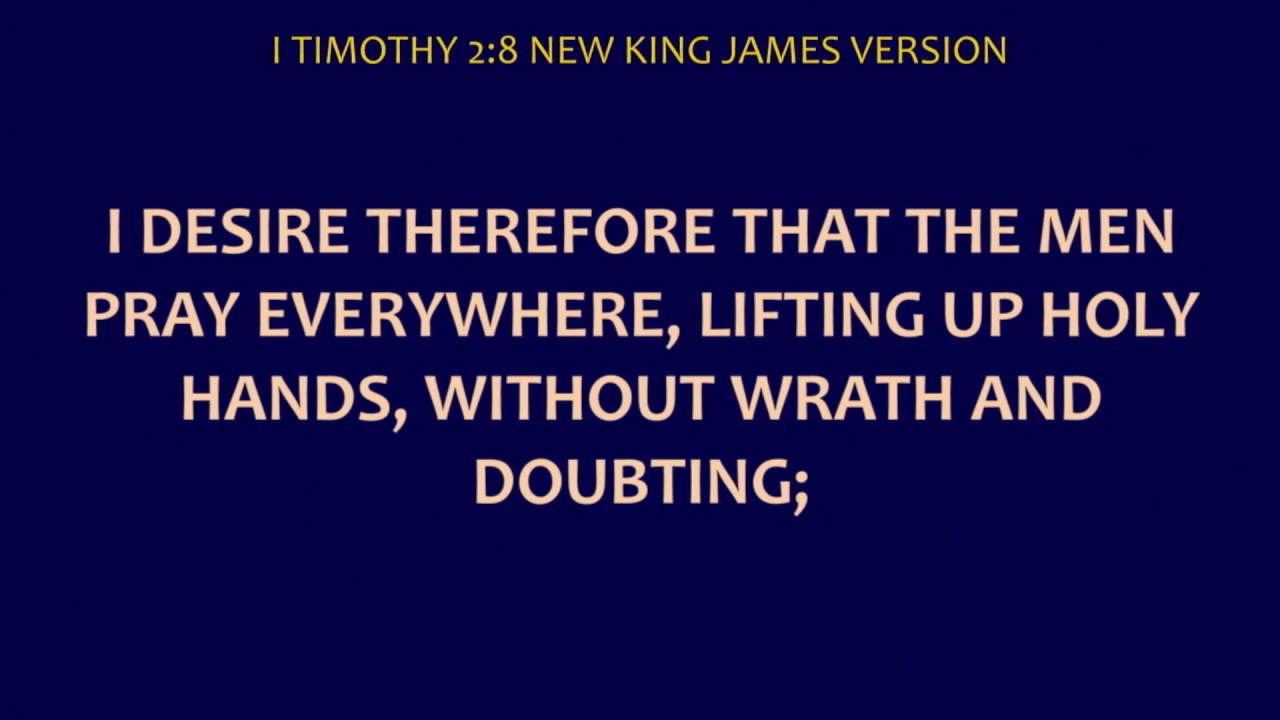 I TIMOTHY 2:8 NEW KING JAMES VERSION
I DESIRE THEREFORE THAT THE MEN
PRAY EVERYWHERE, LIFTING UP HOLY
HANDS, WITHOUT WRATH AND
DOUBTING;